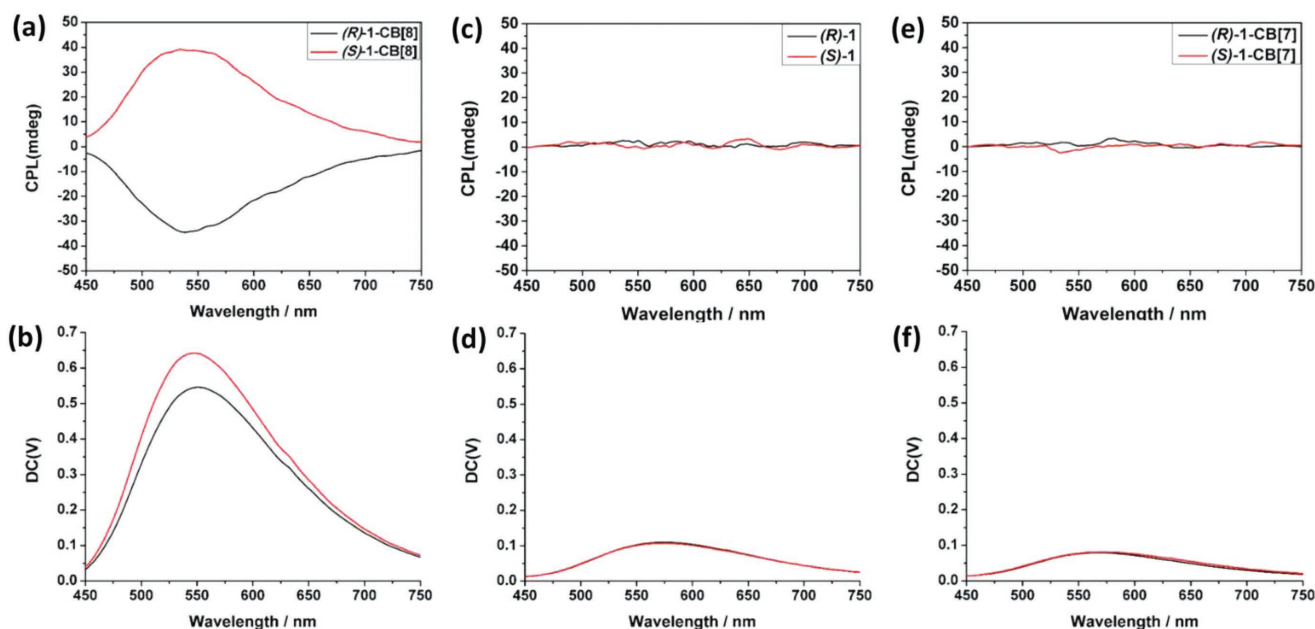 (a)
50
40
30
20
10
0
-10
-20
-30
-40
-50
CPL(mdeg)
(R)-1-CB[8]
(S)-1-CB[8]
450 500 550 600 650 700 750
Wavelength / nm
(c)
50
40
30
20
10
0
-10
-20
-30
-40
-50
CPL(mdeg)
(R)-1
(S)-1
450 500 550 600 650 700 750
Wavelength / nm
(e)
50
40
30
20
10
0
-10
-20
-30
-40
-50
CPL(mdeg)
(R)-1-CB[7]
(S)-1-CB[7]
450 500 550 600 650 700 750
Wavelength / nm
(b)
0.7
0.6
0.5
0.4
0.3
0.2
0.1
0.0
DC(V)
450 500 550 600 650 700 750
Wavelength / nm
(d)
0.7
0.6
0.5
0.4
0.3
0.2
0.1
0.0
DC(V)
450 500 550 600 650 700 750
Wavelength / nm
(f)
0.7
0.6
0.5
0.4
0.3
0.2
0.1
0.0
DC(V)
450 500 550 600 650 700 750
Wavelength / nm